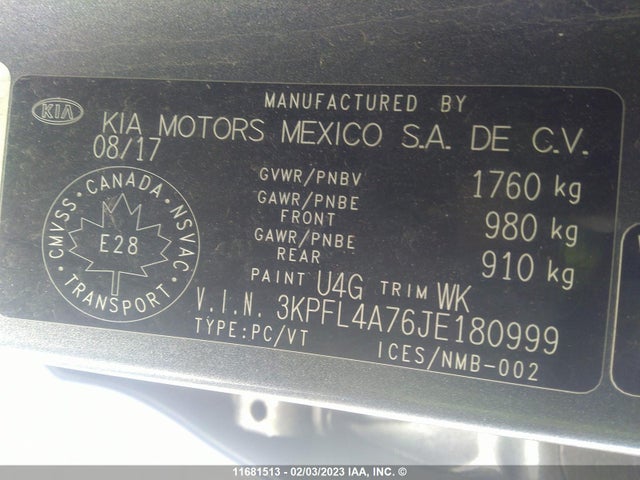 KIA
MANUFACTURED BY
KIA MOTORS MEXICO S.A. DE C.V.
08/17
GVWR/PNBV 1760 kg
GAWR/PNBE FRONT 980 kg
GAWR/PNBE REAR 910 kg
CMVSS · CANADA · NSVAC · TRANSPORT ·
E28
PAINT U4G TRIM WK
V.I.N. 3KPFL4A76JE180999
TYPE:PC/VT ICES/NMB-002
11681513 - 02/03/2023 IAA, INC. ©